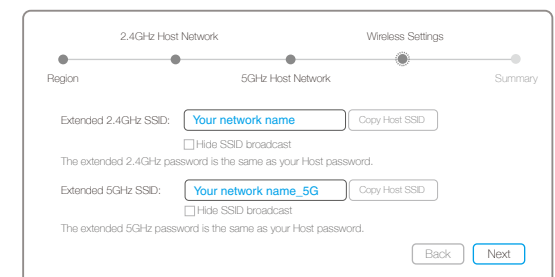 2.4GHz Host Network Wireless Settings
Region 5GHz Host Network Summary
Extended 2.4GHz SSID: Your network name Copy Host SSID
Hide SSID broadcast
The extended 2.4GHz password is the same as your Host password.
Extended 5GHz SSID: Your network name_5G Copy Host SSID
Hide SSID broadcast
The extended 5GHz password is the same as your Host password.
Back Next